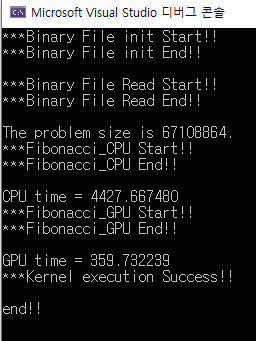 Microsoft Visual Studio 디버그 콘솔
***Binary File init Start!!
***Binary File init End!!
***Binary File Read Start!!
***Binary File Read End!!
The problem size is 67108864.
***Fibonacci_CPU Start!!
***Fibonacci_CPU End!!
CPU time = 4427.667480
***Fibonacci_GPU Start!!
***Fibonacci_GPU End!!
GPU time = 359.732239
***Kernel execution Success!!
end!!